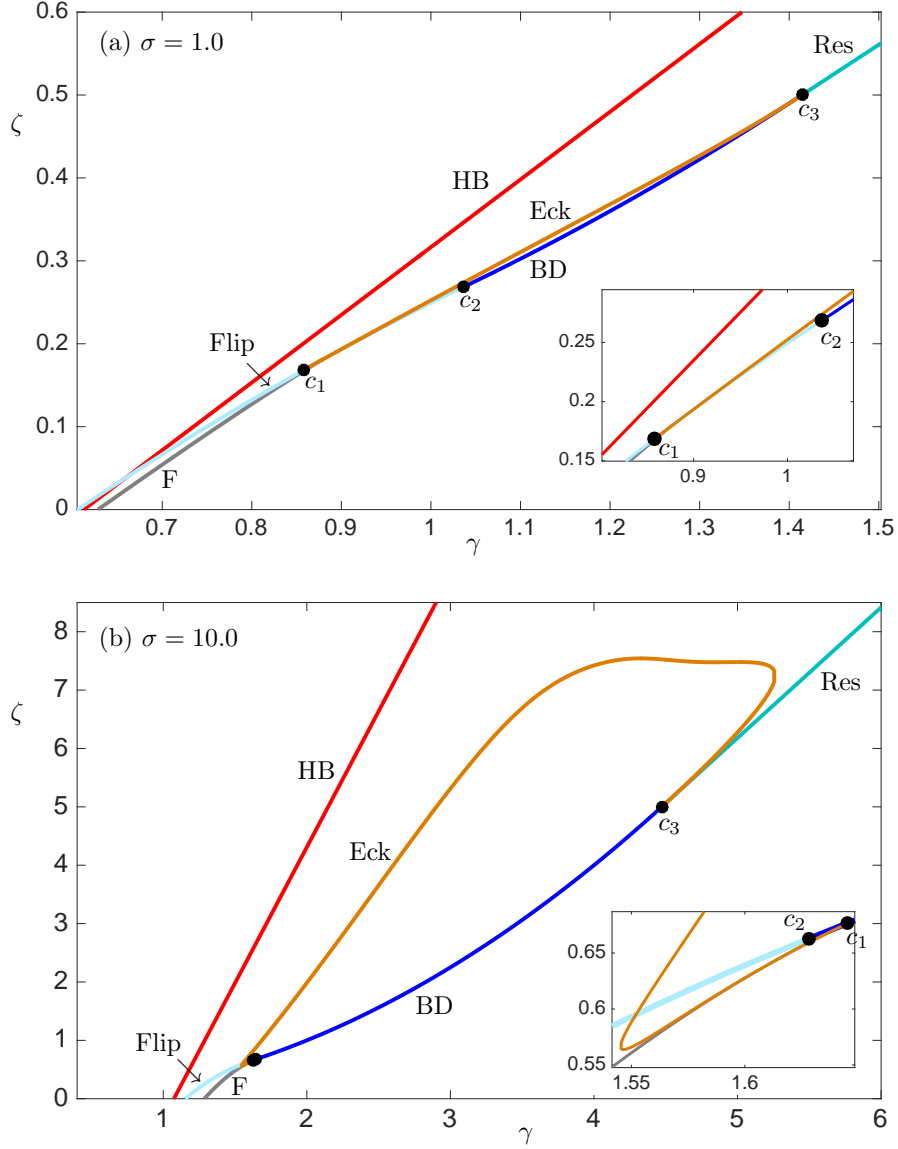 (a) σ = 1.0
ζ
0.6
0.5
0.4
0.3
0.2
0.1
0
Res
c₃
HB
Eck
BD
c₂
Flip
c₁
F
0.25
0.2
0.15
c₂
c₁
0.9
1
0.7
0.8
0.9
1
1.1
1.2
1.3
1.4
1.5
γ
(b) σ = 10.0
ζ
8
7
6
5
4
3
2
1
0
Res
HB
c₃
Eck
BD
Flip
F
0.65
0.6
0.55
c₂
c₁
1.55
1.6
1
2
3
4
5
6
γ